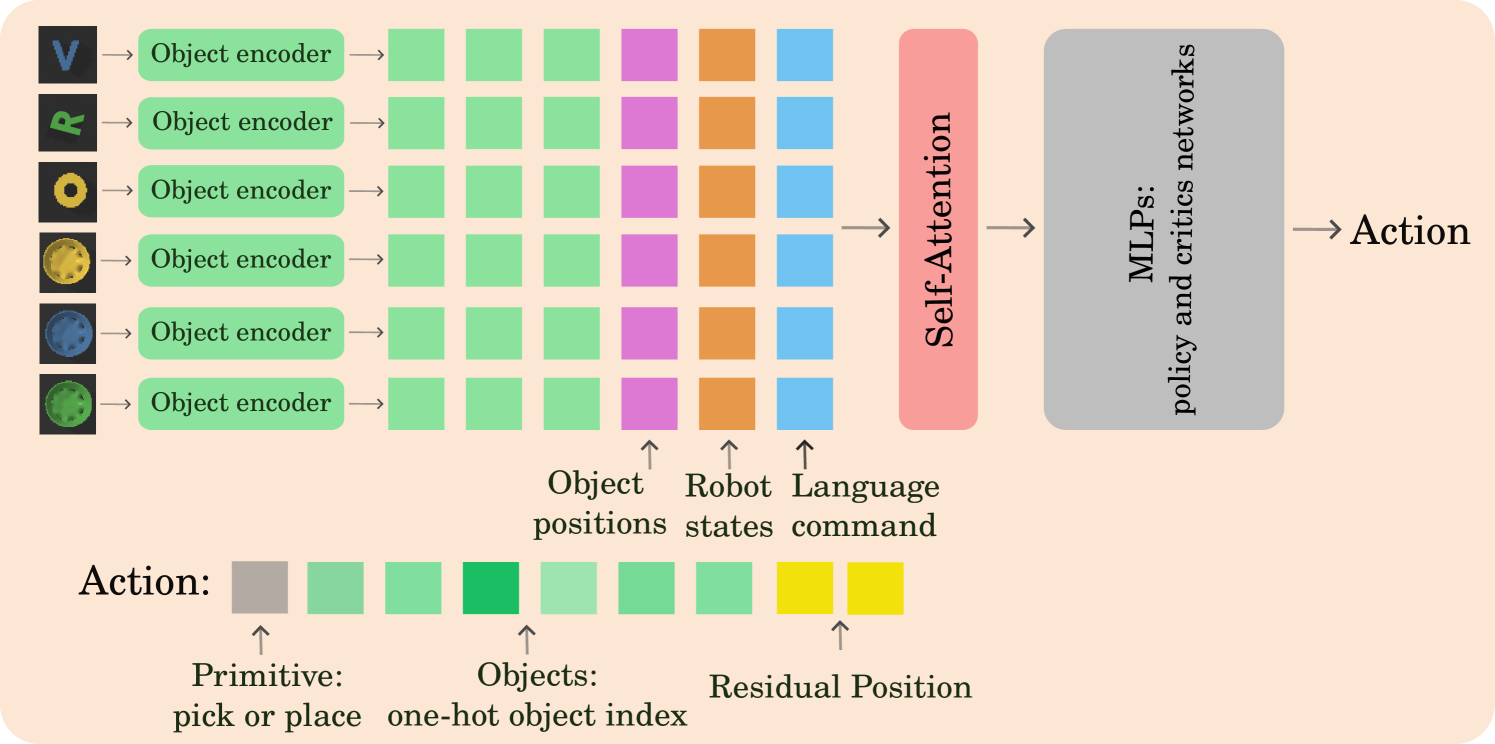 V
Object encoder
R
Object encoder
Object encoder
Object encoder
Object encoder
Object encoder
Self-Attention
MLPs:
policy and critics networks
Action
Object
positions
Robot
states
Language
command
Action:
Primitive:
pick or place
Objects:
one-hot object index
Residual Position